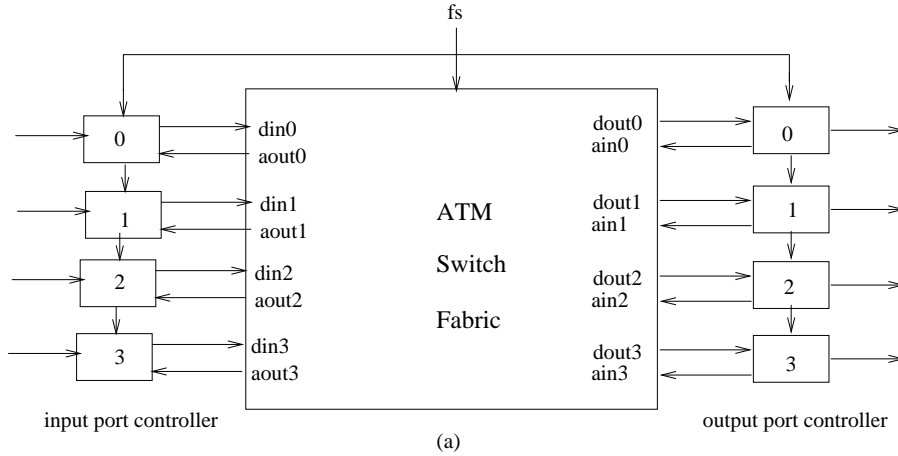 fs
0
din0
aout0
dout0
ain0
0
1
din1
aout1
ATM
dout1
ain1
1
2
din2
aout2
Switch
dout2
ain2
2
3
din3
aout3
Fabric
dout3
ain3
3
input port controller
output port controller
(a)